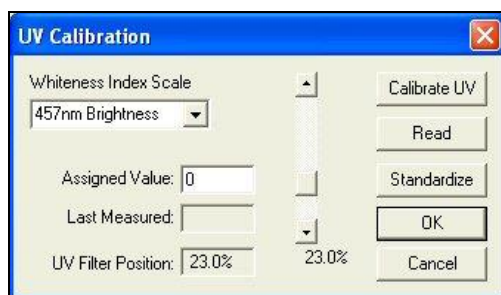 UV Calibration
Whiteness Index Scale
457nm Brightness
Assigned Value: 0
Last Measured:
UV Filter Position: 23.0%
23.0%
Calibrate UV
Read
Standardize
OK
Cancel